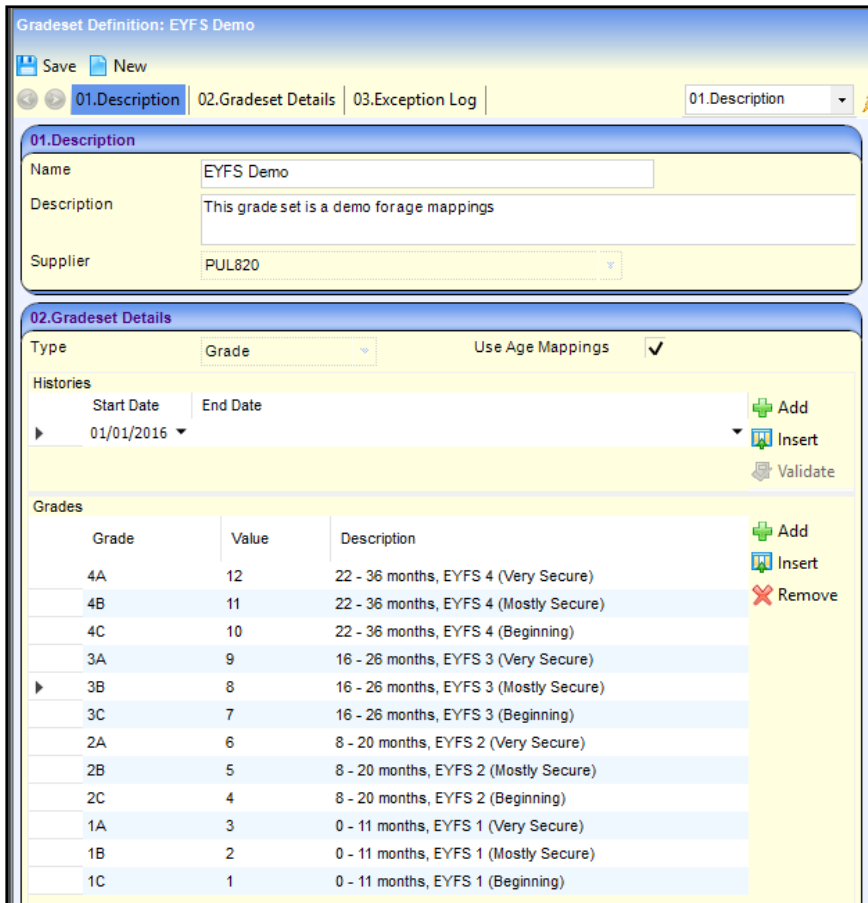 Gradeset Definition: EYFS Demo
Save New
01.Description 02.Gradeset Details 03.Exception Log 01.Description
01.Description
Name EYFS Demo
Description This grade set is a demo for age mappings
Supplier PUL820
02.Gradeset Details
Type Grade Use Age Mappings
Histories
Start Date End Date Add
01/01/2016 Insert
Validate
Grades
Add
Grade Value Description
Insert
4A 12 22 - 36 months, EYFS 4 (Very Secure)
Remove
4B 11 22 - 36 months, EYFS 4 (Mostly Secure)
4C 10 22 - 36 months, EYFS 4 (Beginning)
3A 9 16 - 26 months, EYFS 3 (Very Secure)
3B 8 16 - 26 months, EYFS 3 (Mostly Secure)
3C 7 16 - 26 months, EYFS 3 (Beginning)
2A 6 8 - 20 months, EYFS 2 (Very Secure)
2B 5 8 - 20 months, EYFS 2 (Mostly Secure)
2C 4 8 - 20 months, EYFS 2 (Beginning)
1A 3 0 - 11 months, EYFS 1 (Very Secure)
1B 2 0 - 11 months, EYFS 1 (Mostly Secure)
1C 1 0 - 11 months, EYFS 1 (Beginning)